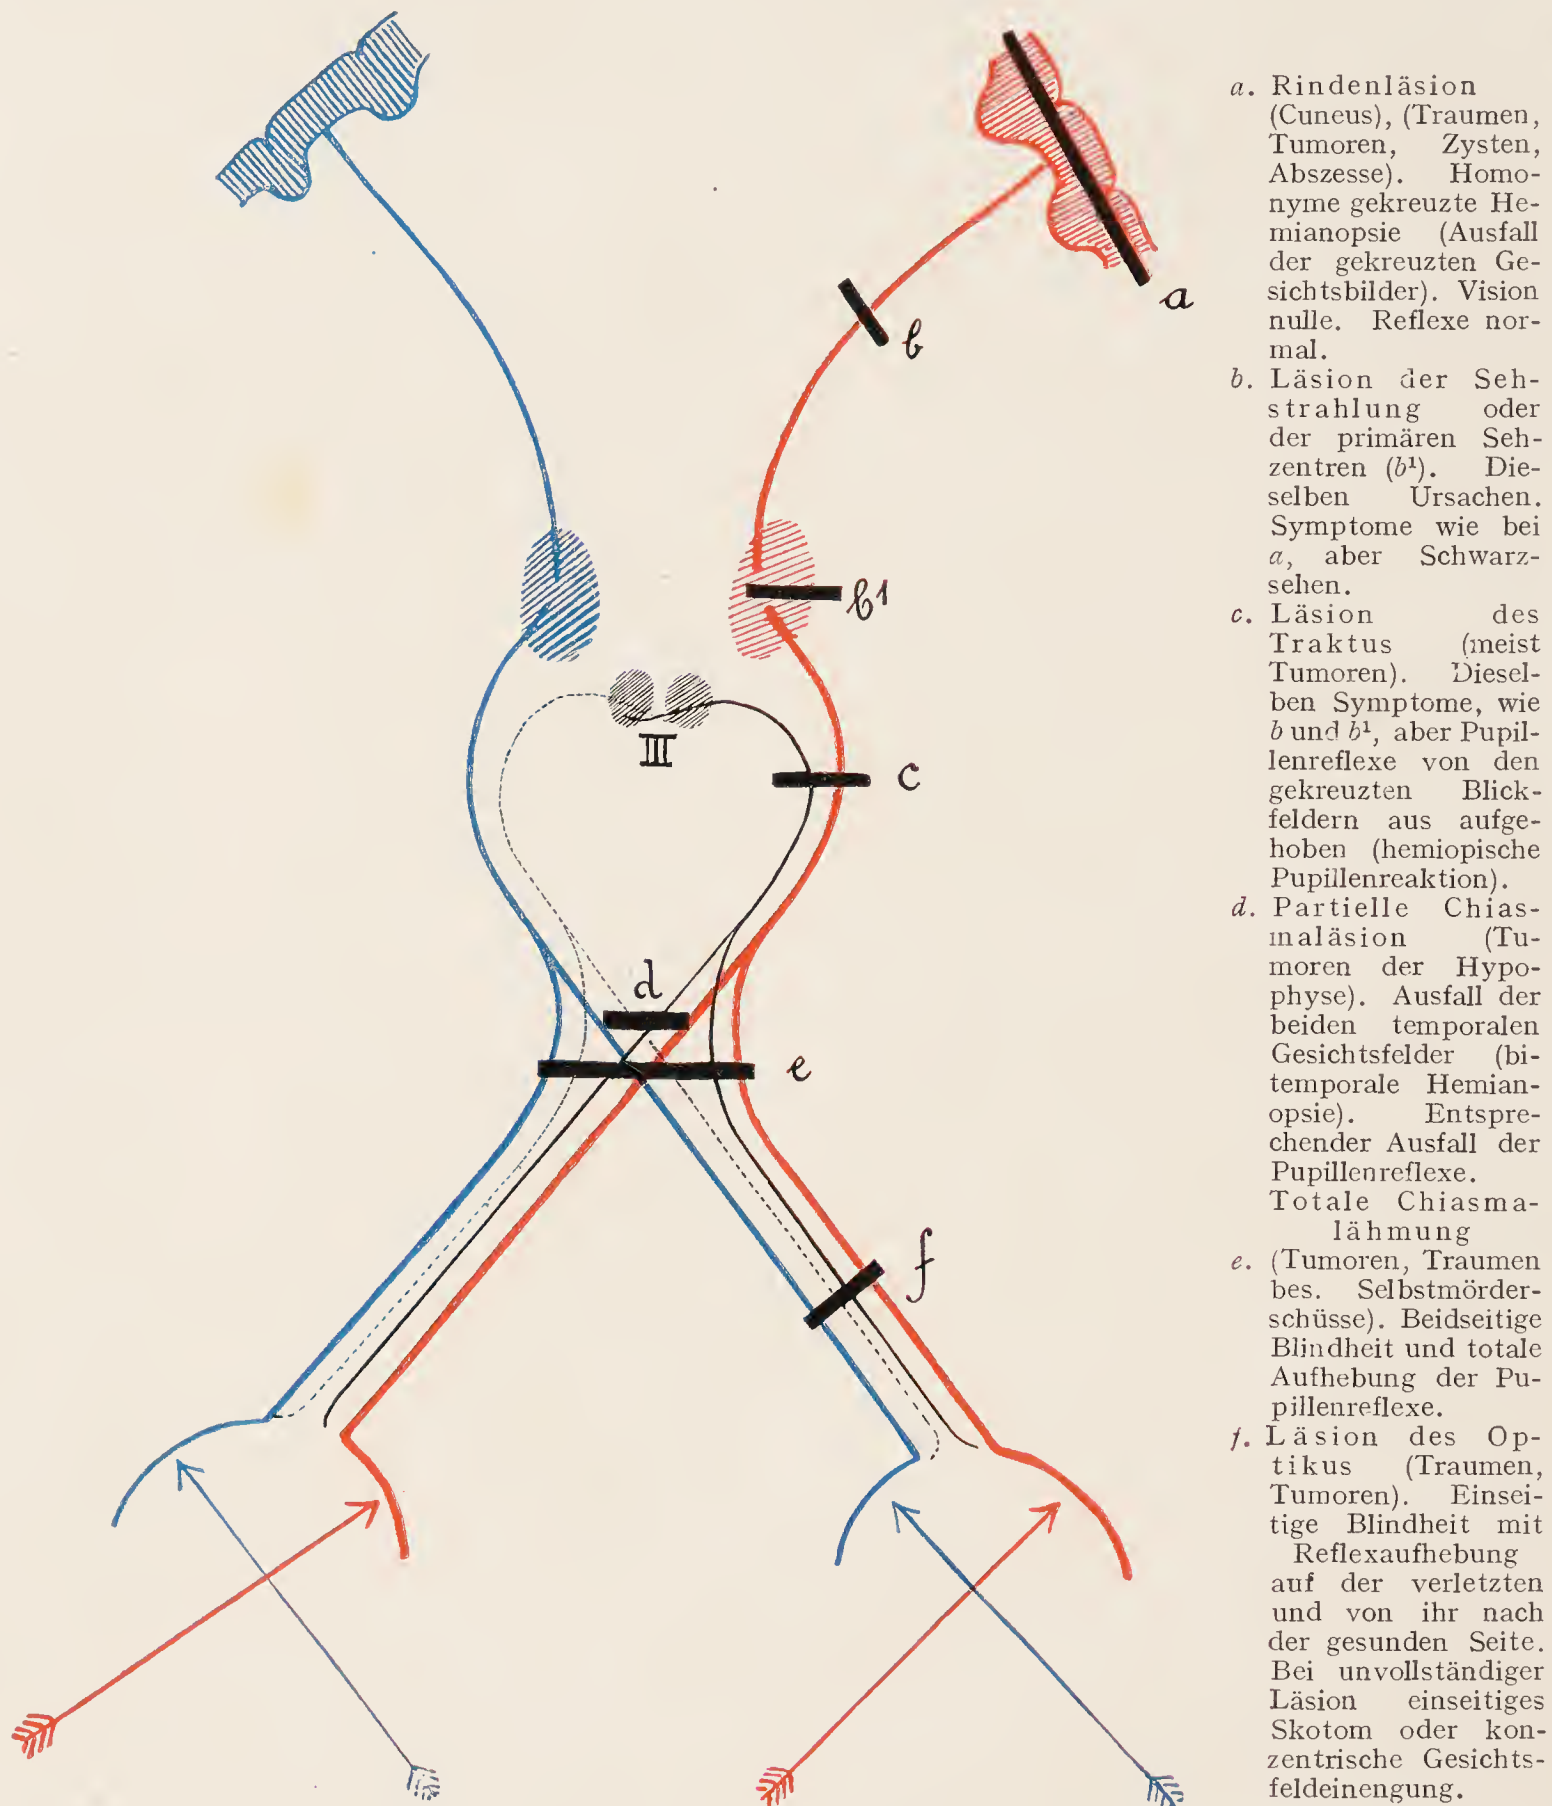 a
b
b1
III
c
d
e
f
a. Rindenläsion
(Cuneus), (Traumen,
Tumoren, Zysten,
Abszesse). Homo-
nyme gekreuzte He-
mianopsie (Ausfall
der gekreuzten Ge-
sichtsbilder). Vision
nulle. Reflexe nor-
mal.
b. Läsion der Seh-
strahlung oder
der primären Seh-
zentren (b¹). Die-
selben Ursachen.
Symptome wie bei
a, aber Schwarz-
sehen.
c. Läsion des
Traktus (meist
Tumoren). Diesel-
ben Symptome, wie
b und b¹, aber Pupil-
lenreflexe von den
gekreuzten Blick-
feldern aus aufge-
hoben (hemiopische
Pupillenreaktion).
d. Partielle Chias-
maläsion (Tu-
moren der Hypo-
physe). Ausfall der
beiden temporalen
Gesichtsfelder (bi-
temporale Hemian-
opsie). Entspre-
chender Ausfall der
Pupillenreflexe.
Totale Chiasma-
lähmung
e. (Tumoren, Traumen
bes. Selbstmörder-
schüsse). Beidseitige
Blindheit und totale
Aufhebung der Pu-
pillenreflexe.
f. Läsion des Op-
tikus (Traumen,
Tumoren). Einsei-
tige Blindheit mit
Reflexaufhebung
auf der verletzten
und von ihr nach
der gesunden Seite.
Bei unvollständiger
Läsion einseitiges
Skotom oder kon-
zentrische Gesichts-
feldeinengung.